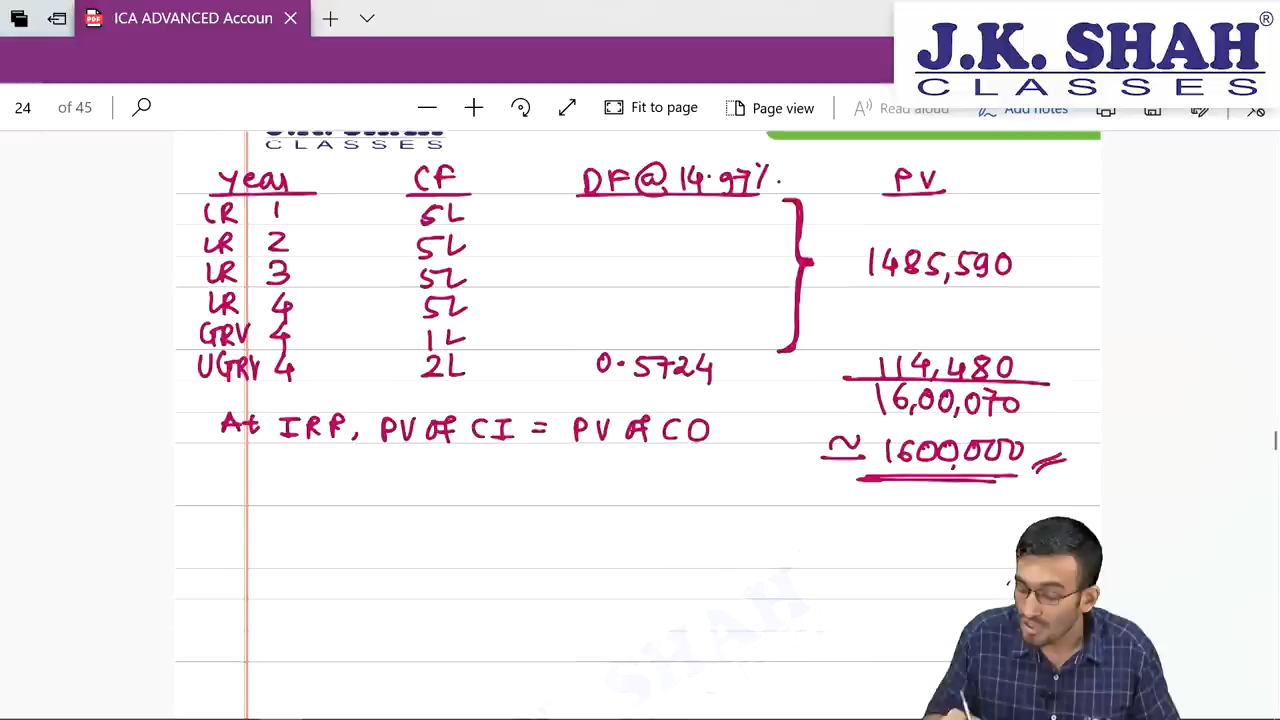 ICA ADVANCED Accoun
J.K. SHAH®
CLASSES
24 of 45 Fit to page Page view Read aloud Add notes
CLASSES
year CF DF@ 14.97% PV
LR 1 5L
LR 2 5L
LR 3 5L 1485,590
LR 4 5L
GRV 4 1L
UGRV 4 2L 0.5724 114,480
16,00,070
At IRR, PV of CI = PV of CO
≃ 1600,000
SHAH